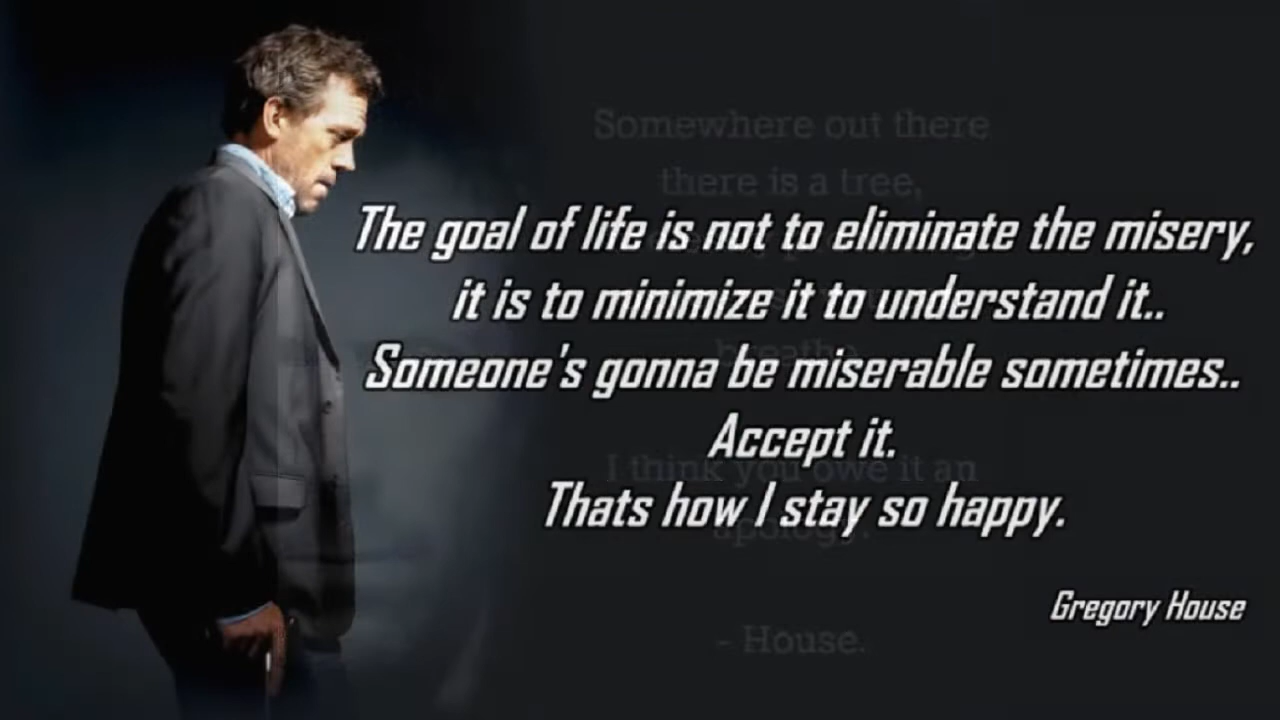 Somewhere out there
there is a tree,
The goal of life is not to eliminate the misery,
it is to minimize it to understand it..
breathe.
Someone's gonna be miserable sometimes..
Accept it.
I think you owe it an
Thats how I stay so happy.
apology.
Gregory House
- House.